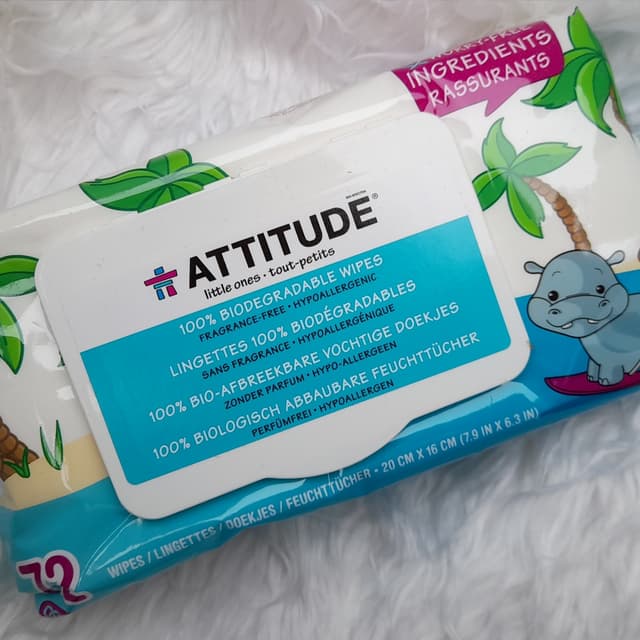 INGREDIENTS
RASSURANTS
ATTITUDE®
little ones • tout-petits
100% BIODEGRADABLE WIPES
FRAGRANCE-FREE • HYPOALLERGENIC
LINGETTES 100% BIODÉGRADABLES
SANS FRAGRANCE • HYPOALLERGÉNIQUE
100% BIO-AFBREEKBARE VOCHTIGE DOEKJES
ZONDER PARFUM • HYPO-ALLERGEEN
100% BIOLOGISCH ABBAUBARE FEUCHTTÜCHER
PERFÜMFREI • HYPOALLERGEN
72 WIPES / LINGETTES / DOEKJES / FEUCHTTÜCHER • 20 CM X 16 CM (7.9 IN X 6.3 IN)